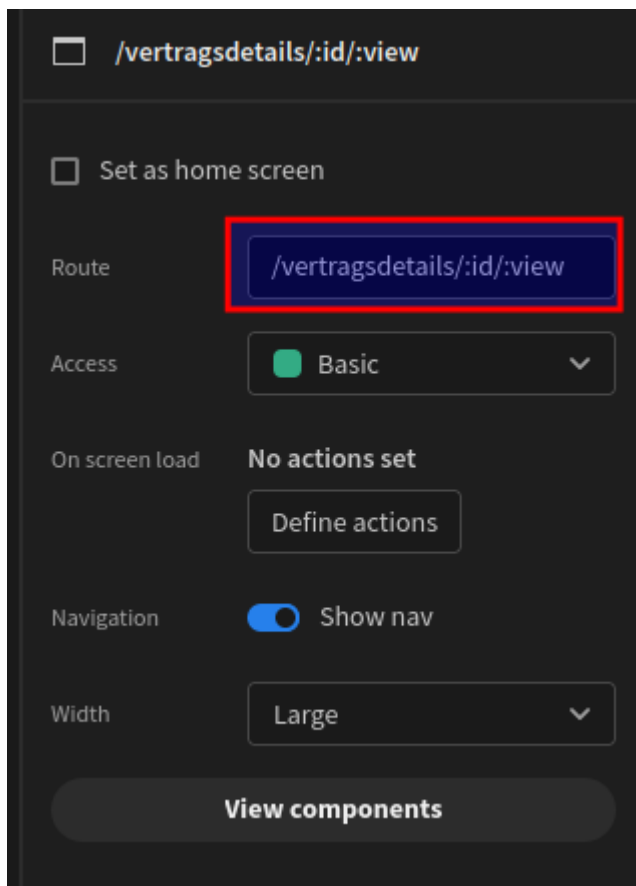 /vertragsdetails/:id/:view
Set as home screen
Route
/vertragsdetails/:id/:view
Access
Basic
On screen load
No actions set
Define actions
Navigation
Show nav
Width
Large
View components